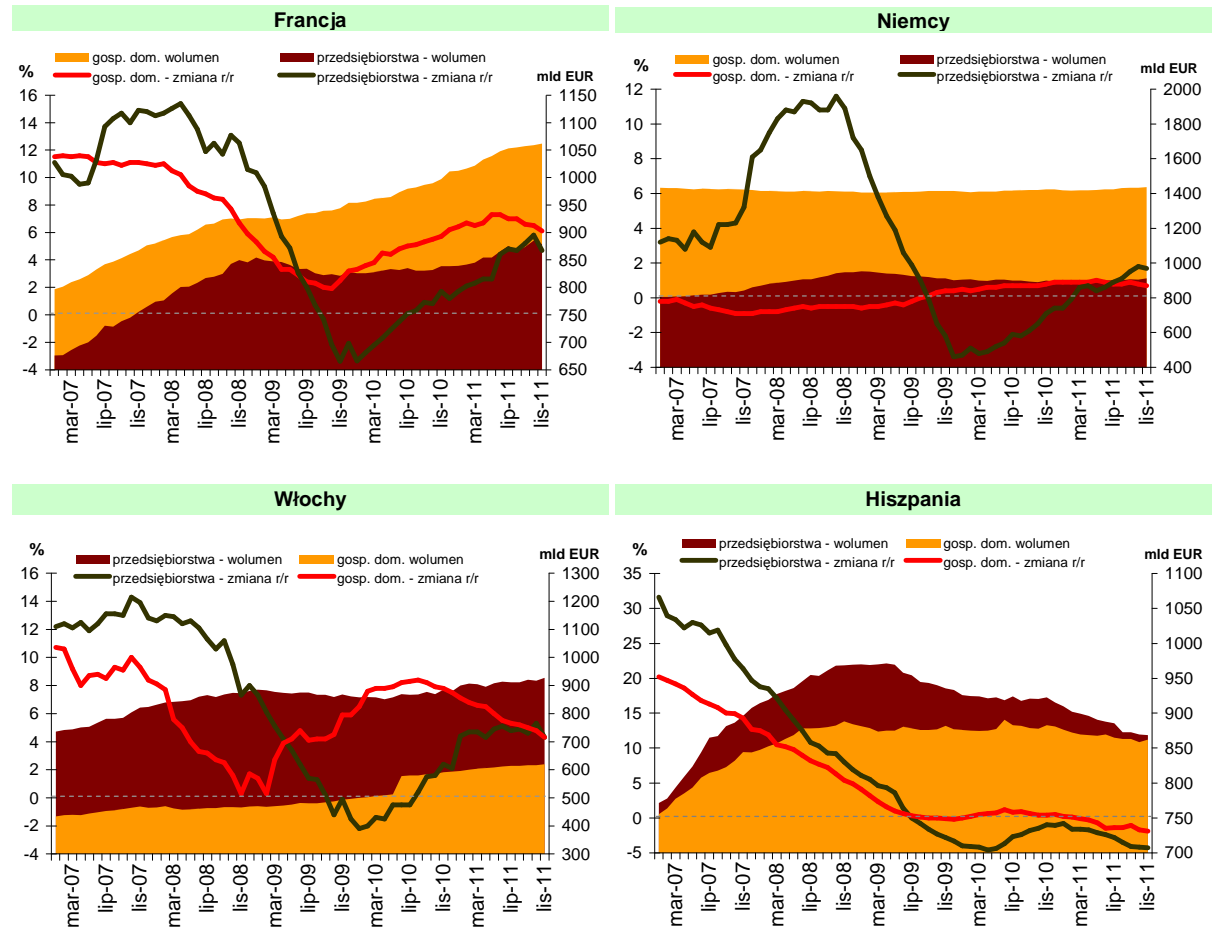 Francja
gosp. dom. wolumen
przedsiębiorstwa - wolumen
gosp. dom. - zmiana r/r
przedsiębiorstwa - zmiana r/r
%
mld EUR
16
14
12
10
8
6
4
2
0
-2
-4
1150
1100
1050
1000
950
900
850
800
750
700
650
mar-07
lip-07
lis-07
mar-08
lip-08
lis-08
mar-09
lip-09
lis-09
mar-10
lip-10
lis-10
mar-11
lip-11
lis-11
Niemcy
gosp. dom. wolumen
przedsiębiorstwa - wolumen
gosp. dom. - zmiana r/r
przedsiębiorstwa - zmiana r/r
%
mld EUR
12
10
8
6
4
2
0
-2
-4
2000
1800
1600
1400
1200
1000
800
600
400
mar-07
lip-07
lis-07
mar-08
lip-08
lis-08
mar-09
lip-09
lis-09
mar-10
lip-10
lis-10
mar-11
lip-11
lis-11
Włochy
przedsiębiorstwa - wolumen
gosp. dom. wolumen
przedsiębiorstwa - zmiana r/r
gosp. dom. - zmiana r/r
%
mld EUR
16
14
12
10
8
6
4
2
0
-2
-4
1300
1200
1100
1000
900
800
700
600
500
400
300
mar-07
lip-07
lis-07
mar-08
lip-08
lis-08
mar-09
lip-09
lis-09
mar-10
lip-10
lis-10
mar-11
lip-11
lis-11
Hiszpania
przedsiębiorstwa - wolumen
gosp. dom. wolumen
przedsiębiorstwa - zmiana r/r
gosp. dom. - zmiana r/r
%
mld EUR
35
30
25
20
15
10
5
0
-5
1100
1050
1000
950
900
850
800
750
700
mar-07
lip-07
lis-07
mar-08
lip-08
lis-08
mar-09
lip-09
lis-09
mar-10
lip-10
lis-10
mar-11
lip-11
lis-11